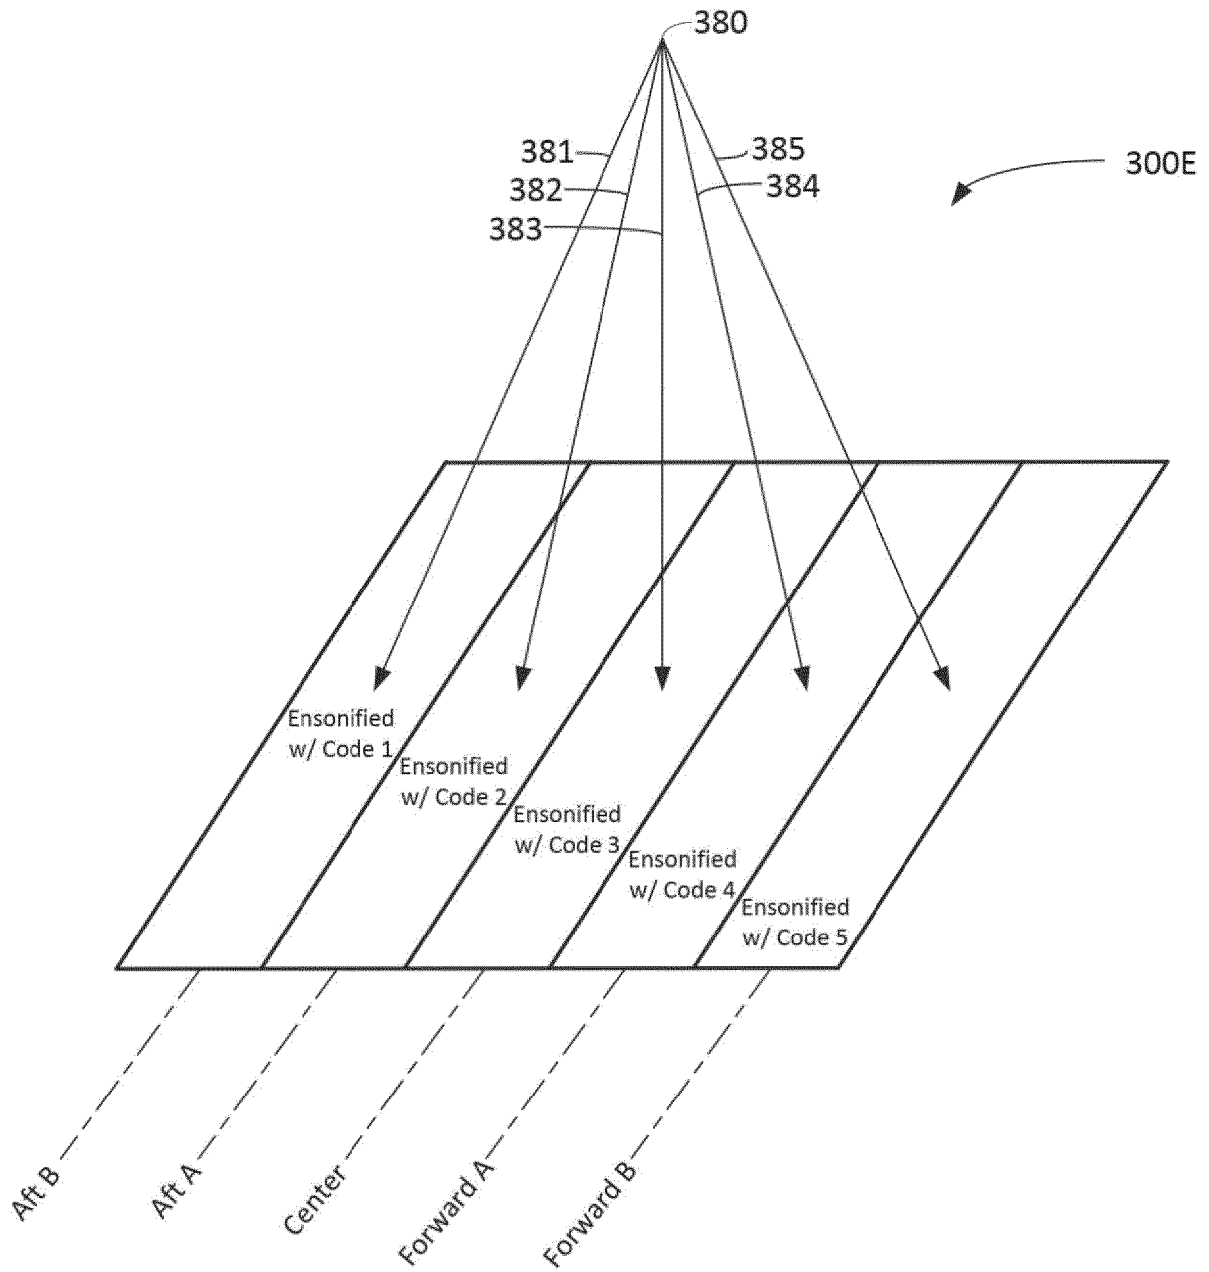 380
381
385
300E
382
384
383
Ensonified
w/ Code 1
Ensonified
w/ Code 2
Ensonified
w/ Code 3
Ensonified
w/ Code 4
Ensonified
w/ Code 5
Aft B
Aft A
Center
Forward A
Forward B